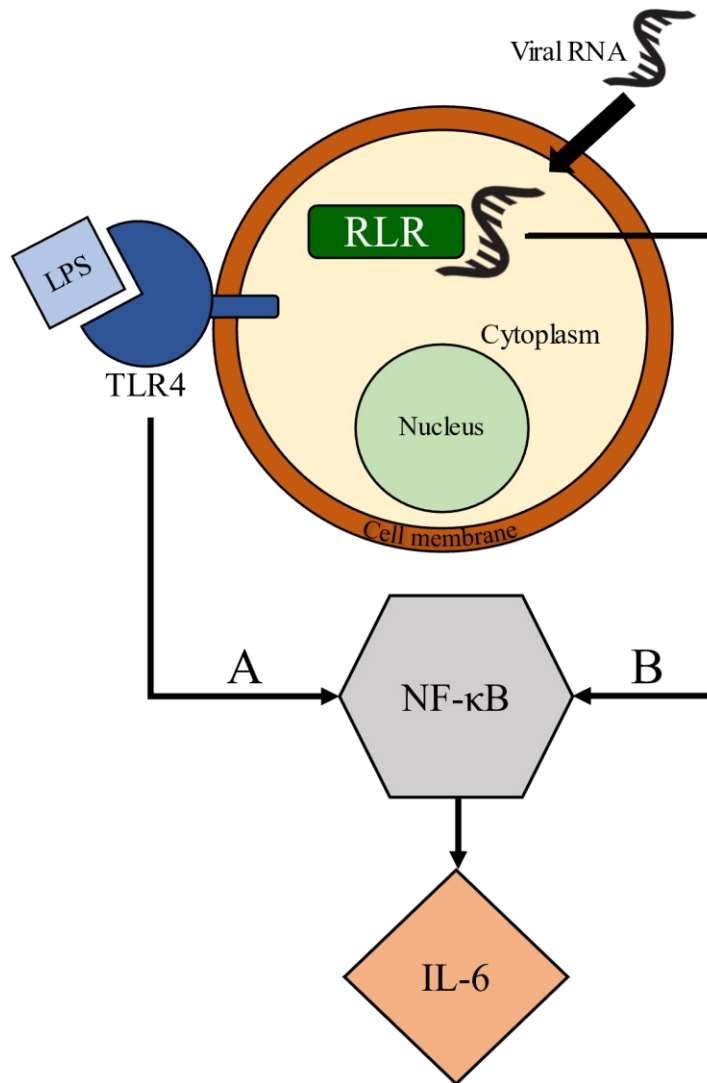 Viral RNA
RLR
LPS
TLR4
Cytoplasm
Nucleus
Cell membrane
A
B
NF-κB
IL-6